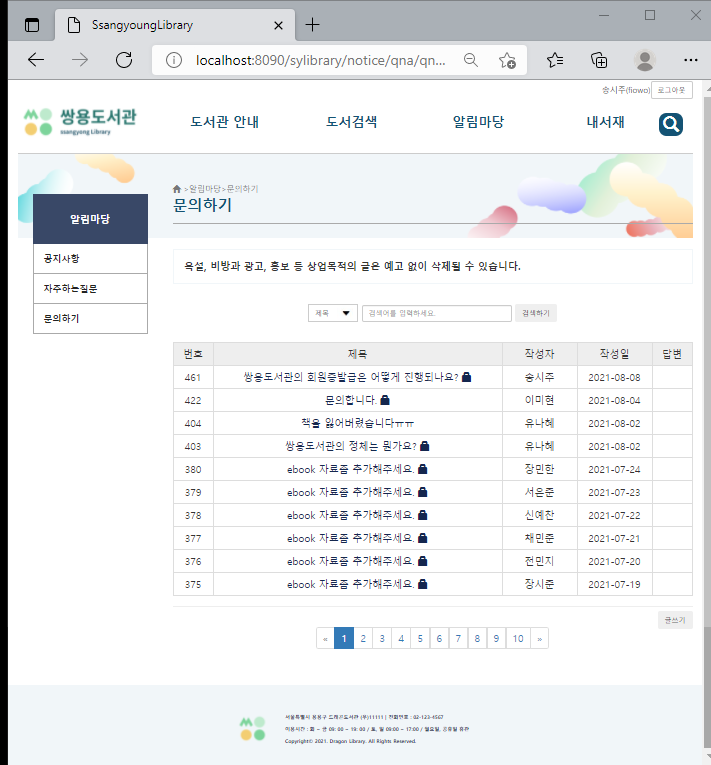 SsangyoungLibrary
localhost:8090/sylibrary/notice/qna/qn...
송시주(fiowo) 로그아웃
쌍용도서관
ssangyong Library
도서관 안내 도서검색 알림마당 내서재
> 알림마당 > 문의하기
문의하기
알림마당
공지사항
자주하는질문
문의하기
욕설, 비방과 광고, 홍보 등 상업목적의 글은 예고 없이 삭제될 수 있습니다.
제목 검색어를 입력하세요. 검색하기
번호 제목 작성자 작성일 답변
461 쌍용도서관의 회원증발급은 어떻게 진행되나요? 송시주 2021-08-08
422 문의합니다. 이미현 2021-08-04
404 책을 잃어버렸습니다ㅠㅠ 유나혜 2021-08-02
403 쌍용도서관의 정체는 뭔가요? 유나혜 2021-08-02
380 ebook 자료좀 추가해주세요. 장민한 2021-07-24
379 ebook 자료좀 추가해주세요. 서은준 2021-07-23
378 ebook 자료좀 추가해주세요. 신예찬 2021-07-22
377 ebook 자료좀 추가해주세요. 채민준 2021-07-21
376 ebook 자료좀 추가해주세요. 전민지 2021-07-20
375 ebook 자료좀 추가해주세요. 장시준 2021-07-19
글쓰기
« 1 2 3 4 5 6 7 8 9 10 »
서울특별시 용용구 드래곤도서관 (우)11111 | 전화번호 : 02-123-4567
이용시간 : 화 ~ 금 09: 00 ~ 19: 00 / 토, 일 09:00 ~ 17:00 / 월요일, 공휴일 휴관
Copyright© 2021. Dragon Library. All Rights Reserved.